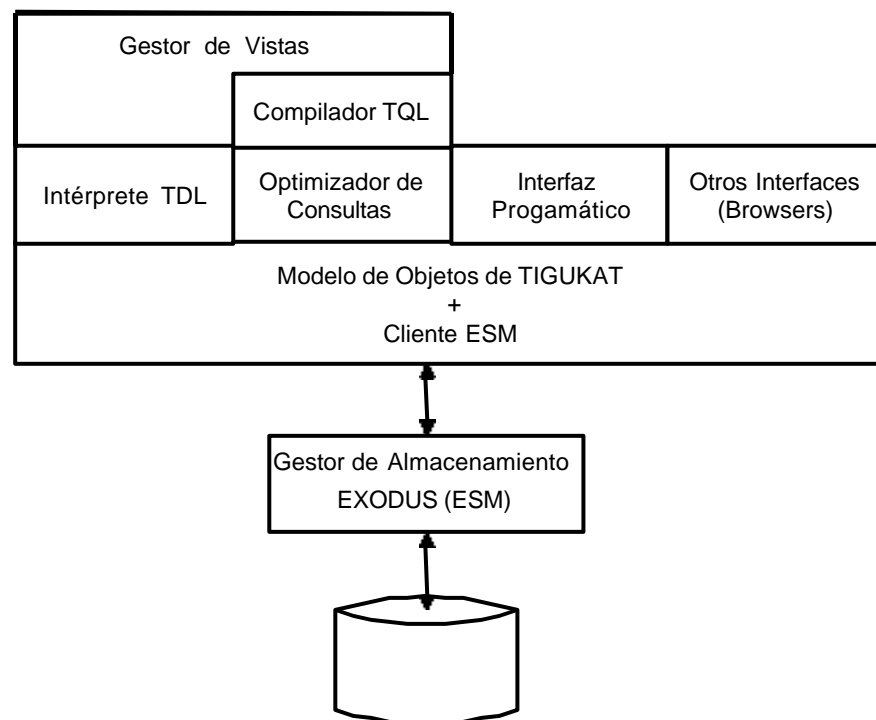 Gestor de Vistas
Compilador TQL
Intérprete TDL
Optimizador de
Consultas
Interfaz
Progamático
Otros Interfaces
(Browsers)
Modelo de Objetos de TIGUKAT
+
Cliente ESM
Gestor de Almacenamiento
EXODUS (ESM)